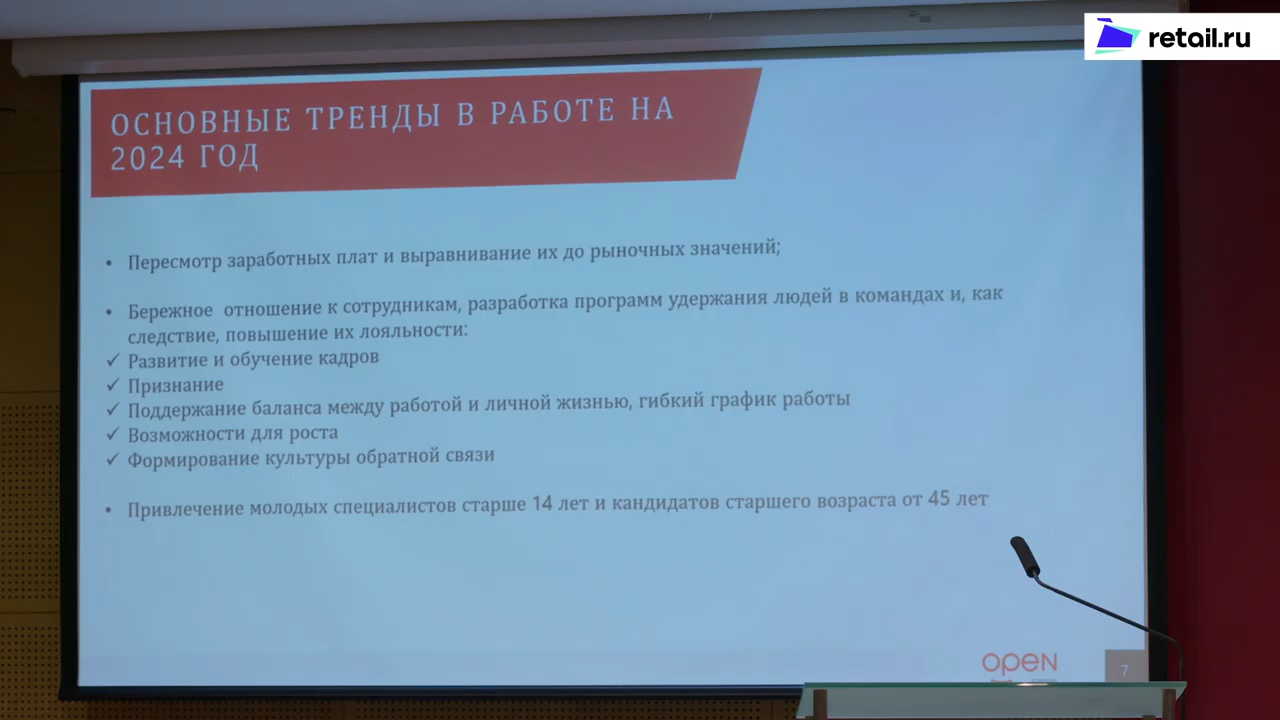 retail.ru
ОСНОВНЫЕ ТРЕНДЫ В РАБОТЕ НА
2024 ГОД
• Пересмотр заработных плат и выравнивание их до рыночных значений;
• Бережное отношение к сотрудникам, разработка программ удержания людей в командах и, как
следствие, повышение их лояльности:
✓ Развитие и обучение кадров
✓ Признание
✓ Поддержание баланса между работой и личной жизнью, гибкий график работы
✓ Возможности для роста
✓ Формирование культуры обратной связи
• Привлечение молодых специалистов старше 14 лет и кандидатов старшего возраста от 45 лет
OPEN
7